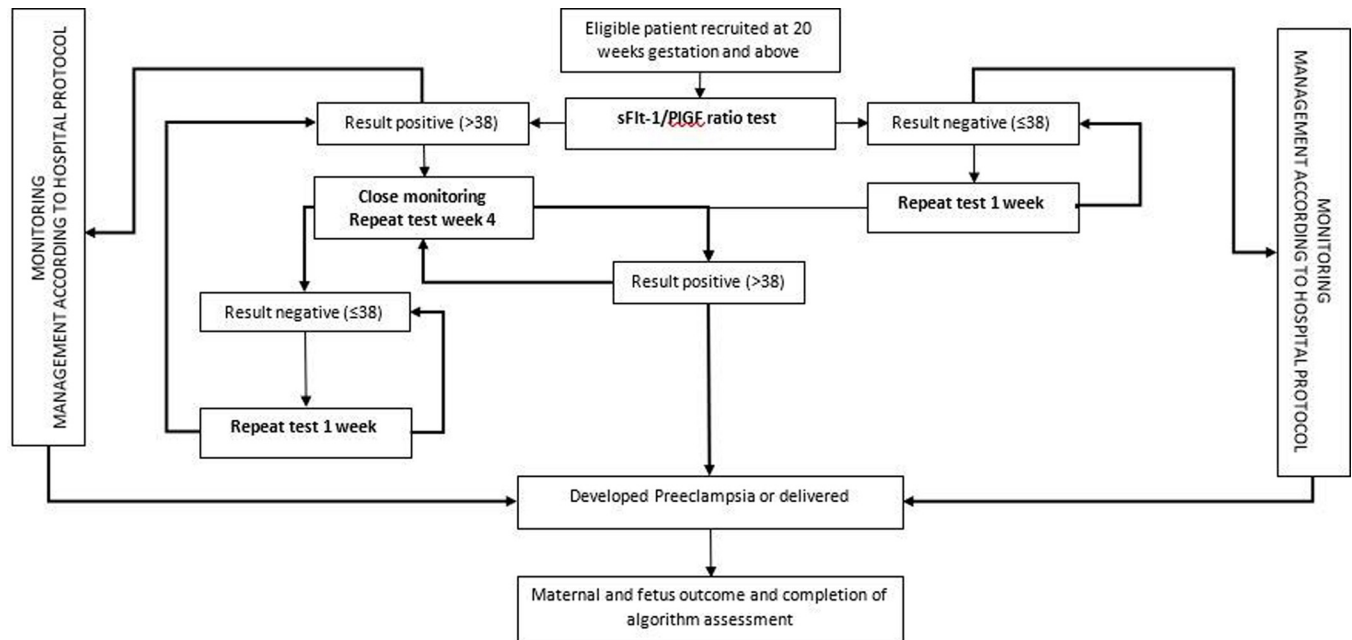 Eligible patient recruited at 20
weeks gestation and above
sFlt-1/PlGF ratio test
Result positive (>38)
Result negative (≤38)
Close monitoring
Repeat test week 4
Repeat test 1 week
Result positive (>38)
Result negative (≤38)
Repeat test 1 week
MONITORING
MANAGEMENT ACCORDING TO HOSPITAL PROTOCOL
MONITORING
MANAGEMENT ACCORDING TO HOSPITAL PROTOCOL
Developed Preeclampsia or delivered
Maternal and fetus outcome and completion of
algorithm assessment